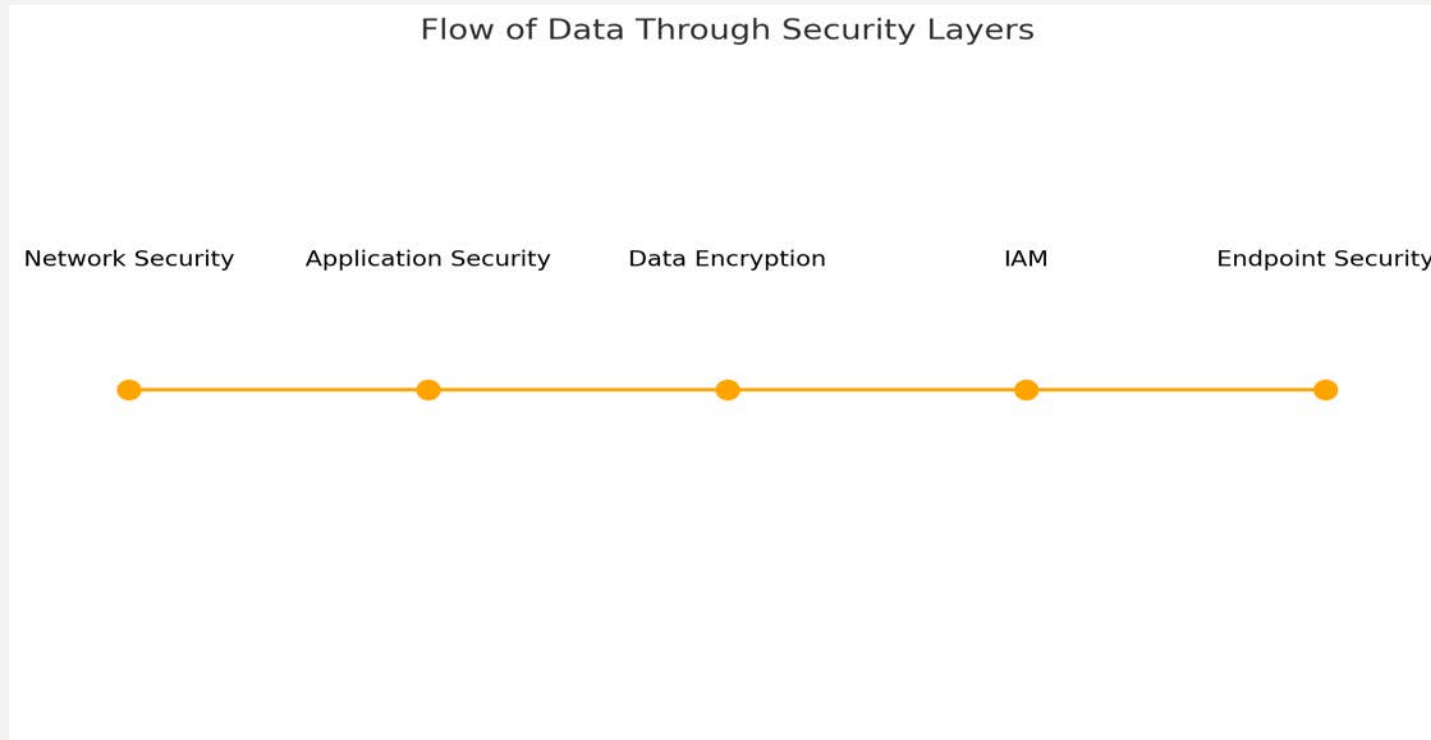 Flow of Data Through Security Layers
Network Security Application Security Data Encryption IAM Endpoint Security